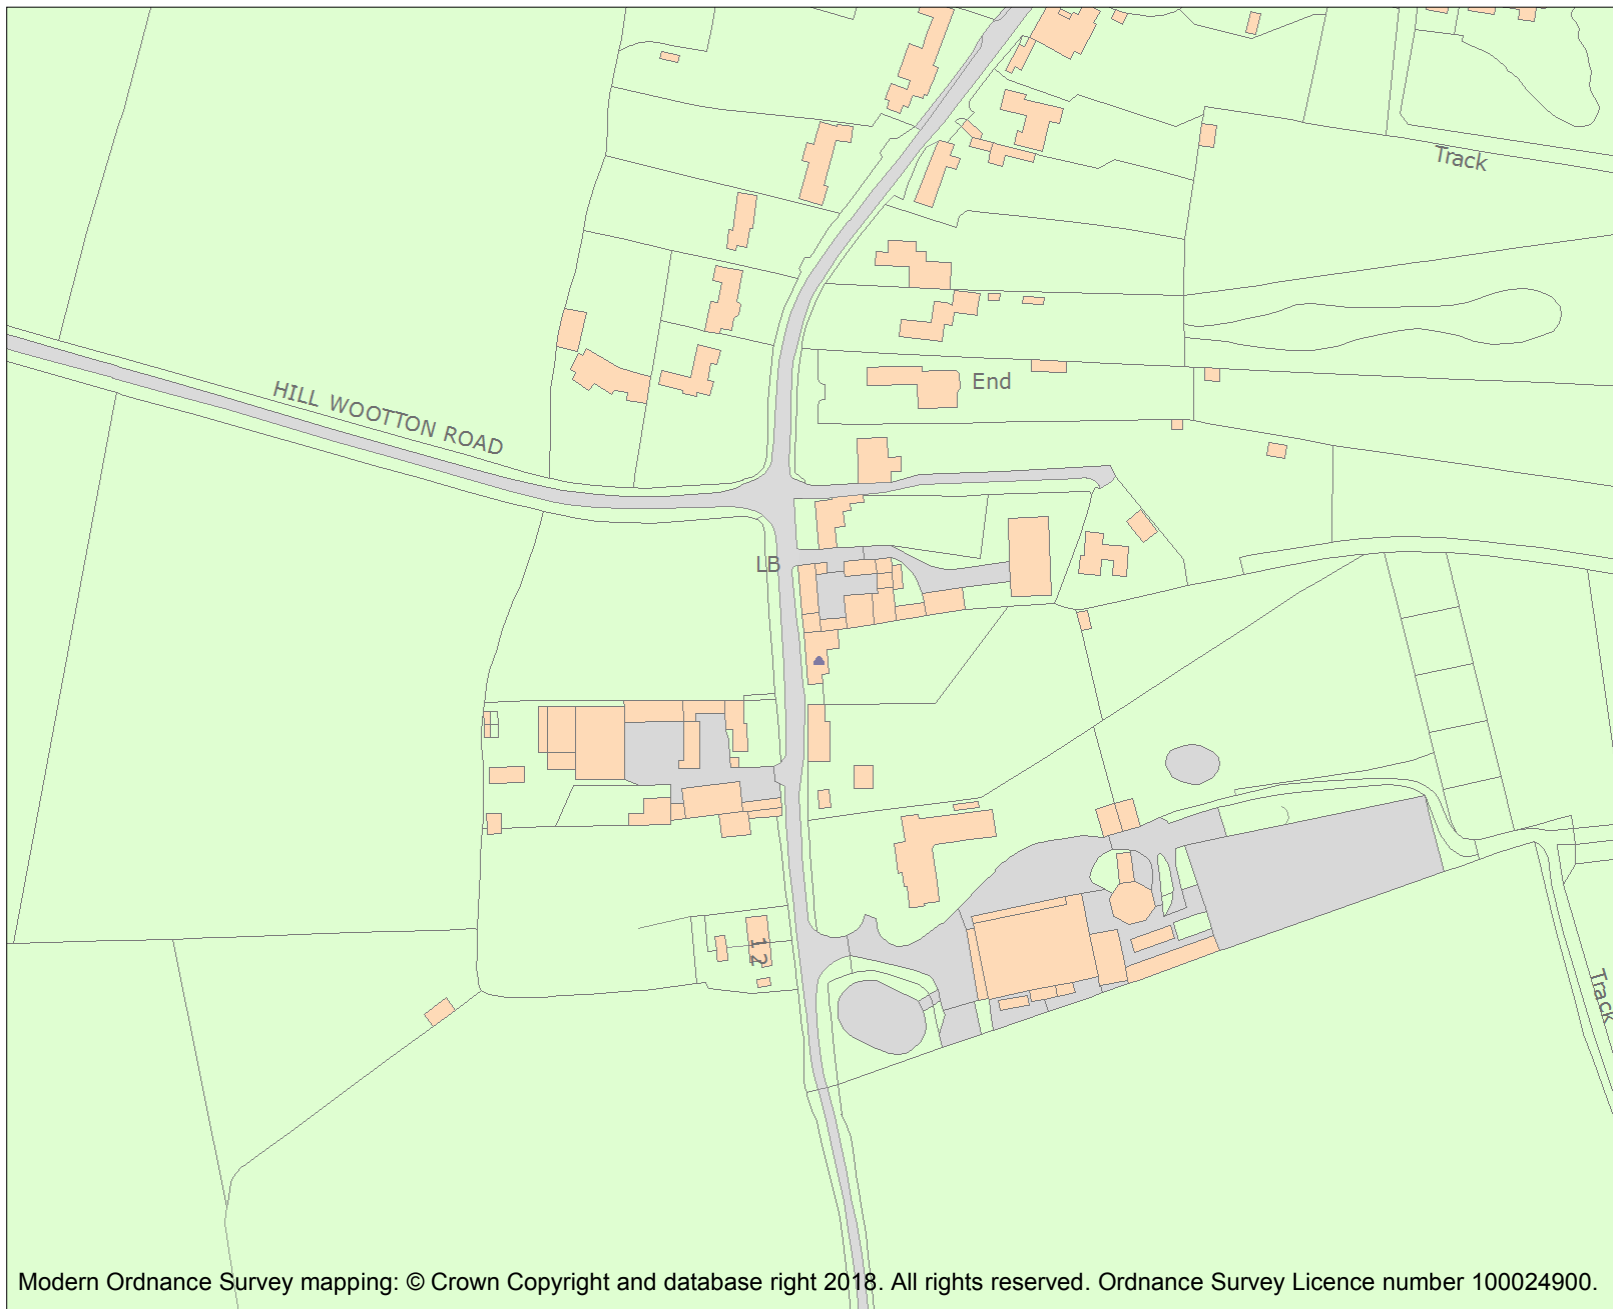 Track
End
HILL WOOTTON ROAD
LB
12
Track
Modern Ordnance Survey mapping: © Crown Copyright and database right 2018. All rights reserved. Ordnance Survey Licence number 100024900.